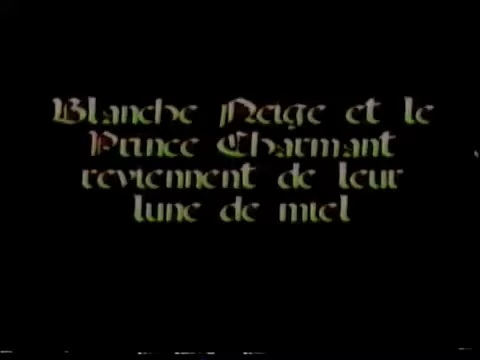 Blanche Neige et le
Prince Charmant
reviennent de leur
lune de miel